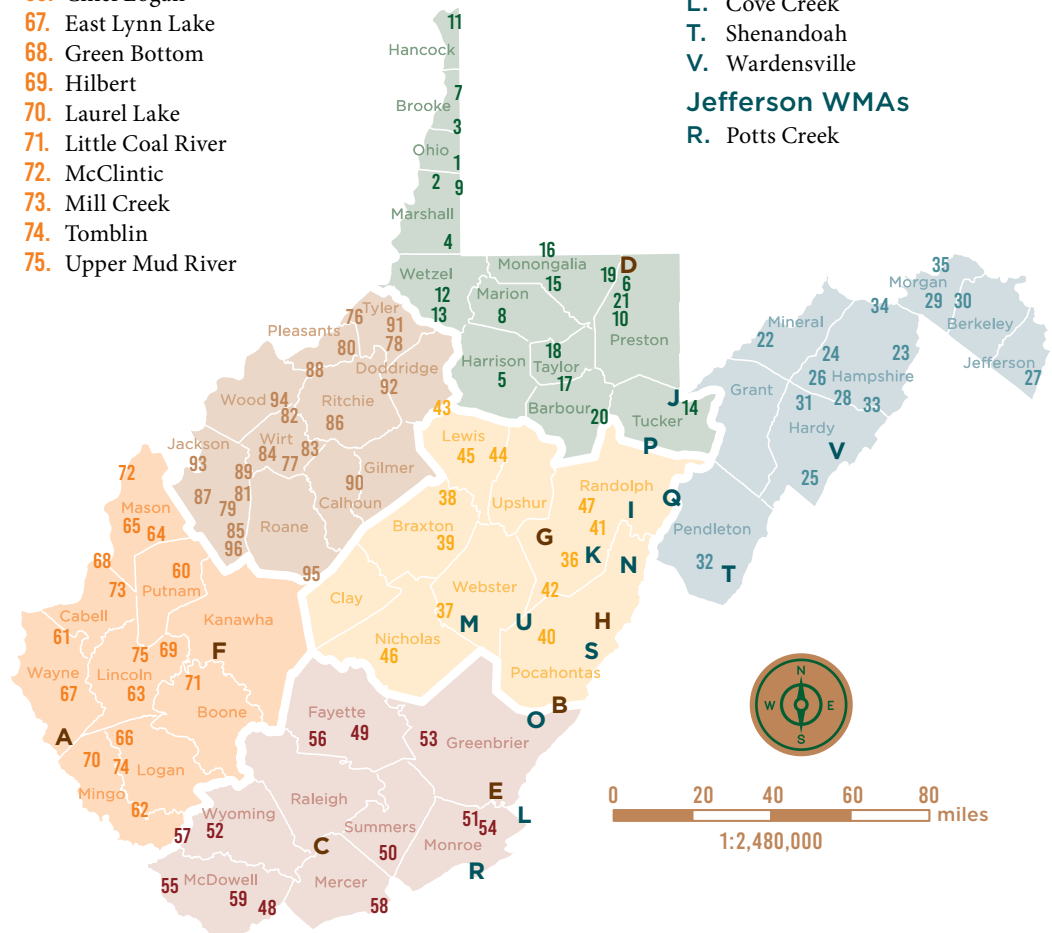 67. East Lynn Lake
68. Green Bottom
69. Hilbert
70. Laurel Lake
71. Little Coal River
72. McClintic
73. Mill Creek
74. Tomblin
75. Upper Mud River
L. Cove Creek
T. Shenandoah
V. Wardensville
Jefferson WMAs
R. Potts Creek
11
Hancock
7
Brooke
3
Ohio
1
2
9
Marshall
4
16
Wetzel
Monongalia
19
D
15
6
12
Marion
21
13
8
10
Preston
Harrison
18
Taylor
5
17
Barbour
20
J
14
Tucker
P
35
Morgan
34
29
30
Mineral
Berkeley
22
24
23
Jefferson
27
26
Hampshire
Grant
31
28
33
Hardy
V
25
Pendleton
32
T
76
Tyler
91
Pleasants
80
78
88
Doddridge
92
Wood
94
Ritchie
82
86
Jackson
Wirt
93
84
83
77
89
Gilmer
90
87
81
79
Calhoun
85
Roane
96
95
43
Lewis
45
44
38
Upshur
Randolph
Q
47
I
Braxton
39
41
G
36
K
N
Webster
42
Clay
37
M
U
H
Nicholas
40
S
46
Pocahontas
B
O
72
Mason
65
64
68
60
73
Putnam
Cabell
Kanawha
61
75
69
F
Wayne
Lincoln
71
67
63
Boone
A
66
70
74
Logan
Mingo
62
Fayette
56
49
53
Greenbrier
E
Raleigh
Wyoming
51
L
57
52
Summers
54
C
Monroe
50
R
McDowell
55
Mercer
59
48
58
N
W
E
S
0 20 40 60 80 miles
1:2,480,000